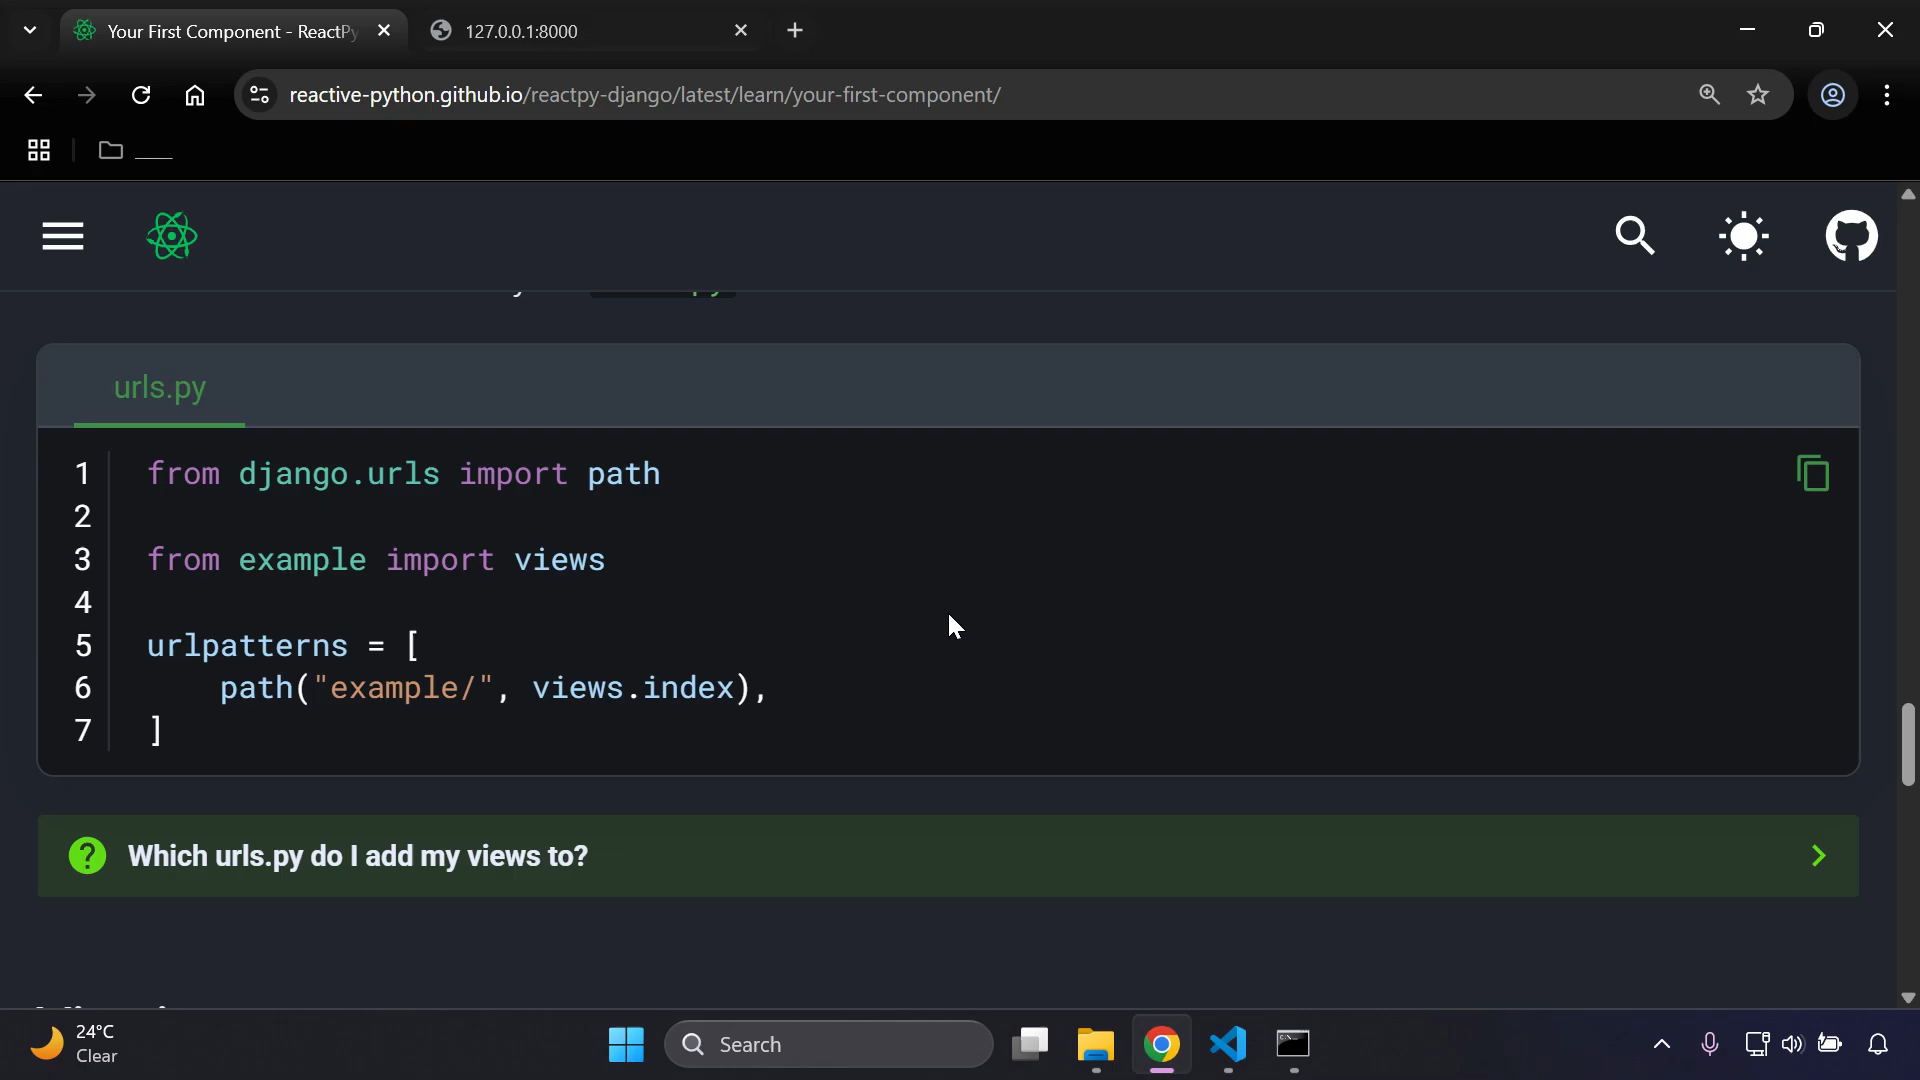 Your First Component - ReactPy
127.0.0.1:8000
reactive-python.github.io/reactpy-django/latest/learn/your-first-component/
____
urls.py
1 from django.urls import path
2
3 from example import views
4
5 urlpatterns = [
6 path("example/", views.index),
7 ]
Which urls.py do I add my views to?
24°C
Clear
Search